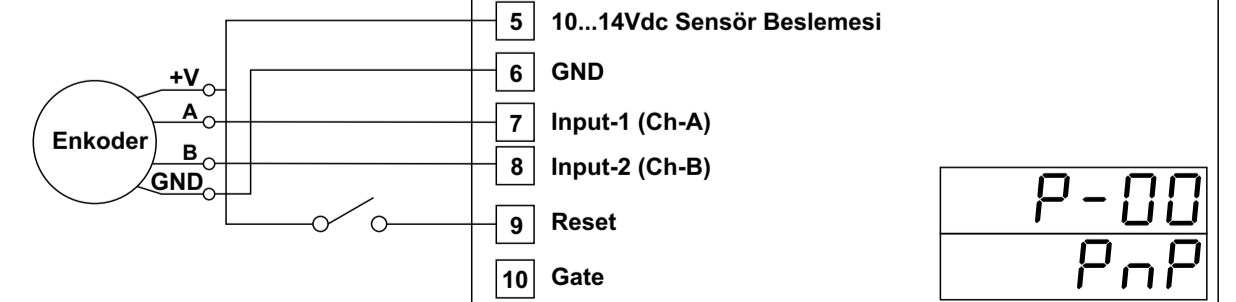 5 10...14Vdc Sensör Beslemesi
+V
6 GND
A
7 Input-1 (Ch-A)
Enkoder
B
8 Input-2 (Ch-B)
GND
9 Reset
10 Gate
P-00
PnP